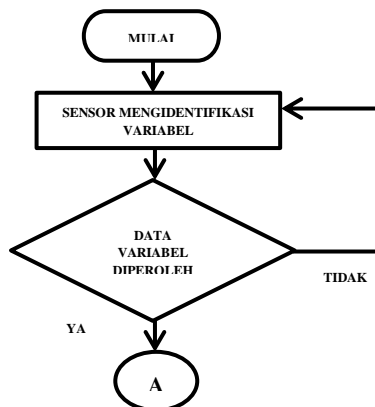 MULAI
SENSOR MENGIDENTIFIKASI
VARIABEL
DATA
VARIABEL
DIPEROLEH
TIDAK
YA
A